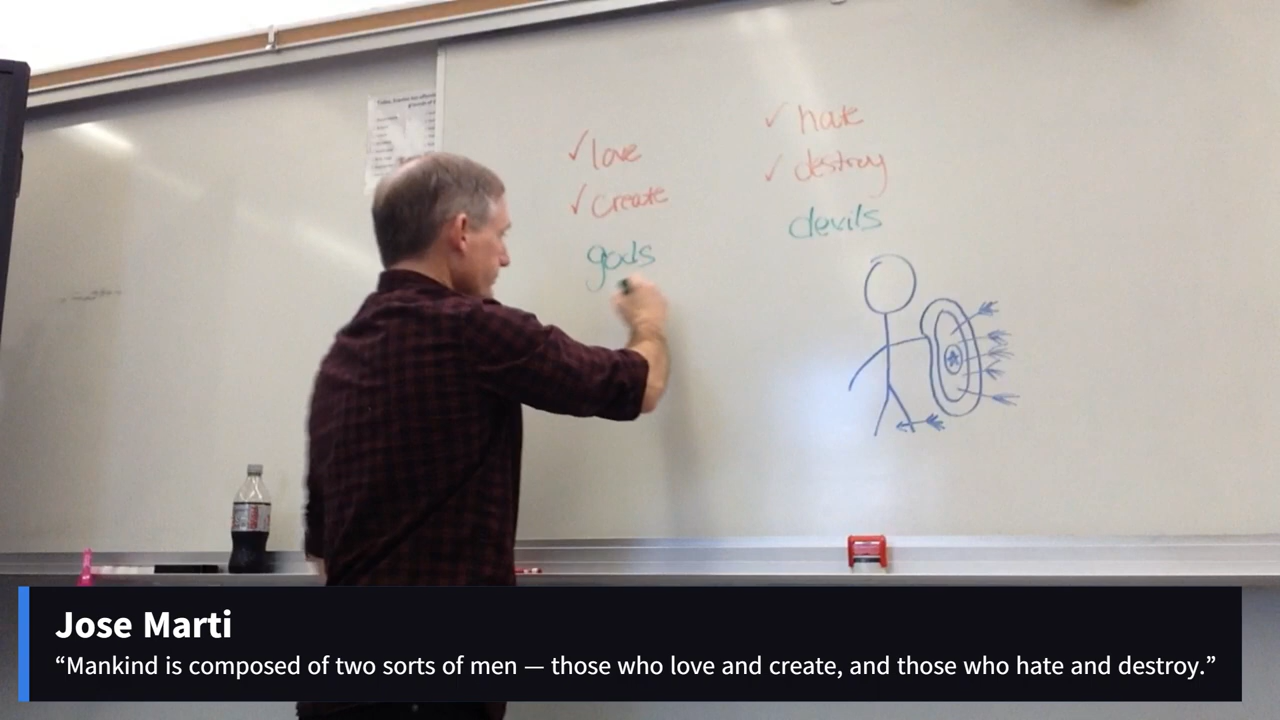 ✓ love
✓ create
gods
✓ hate
✓ destroy
devils
Jose Marti
“Mankind is composed of two sorts of men — those who love and create, and those who hate and destroy.”